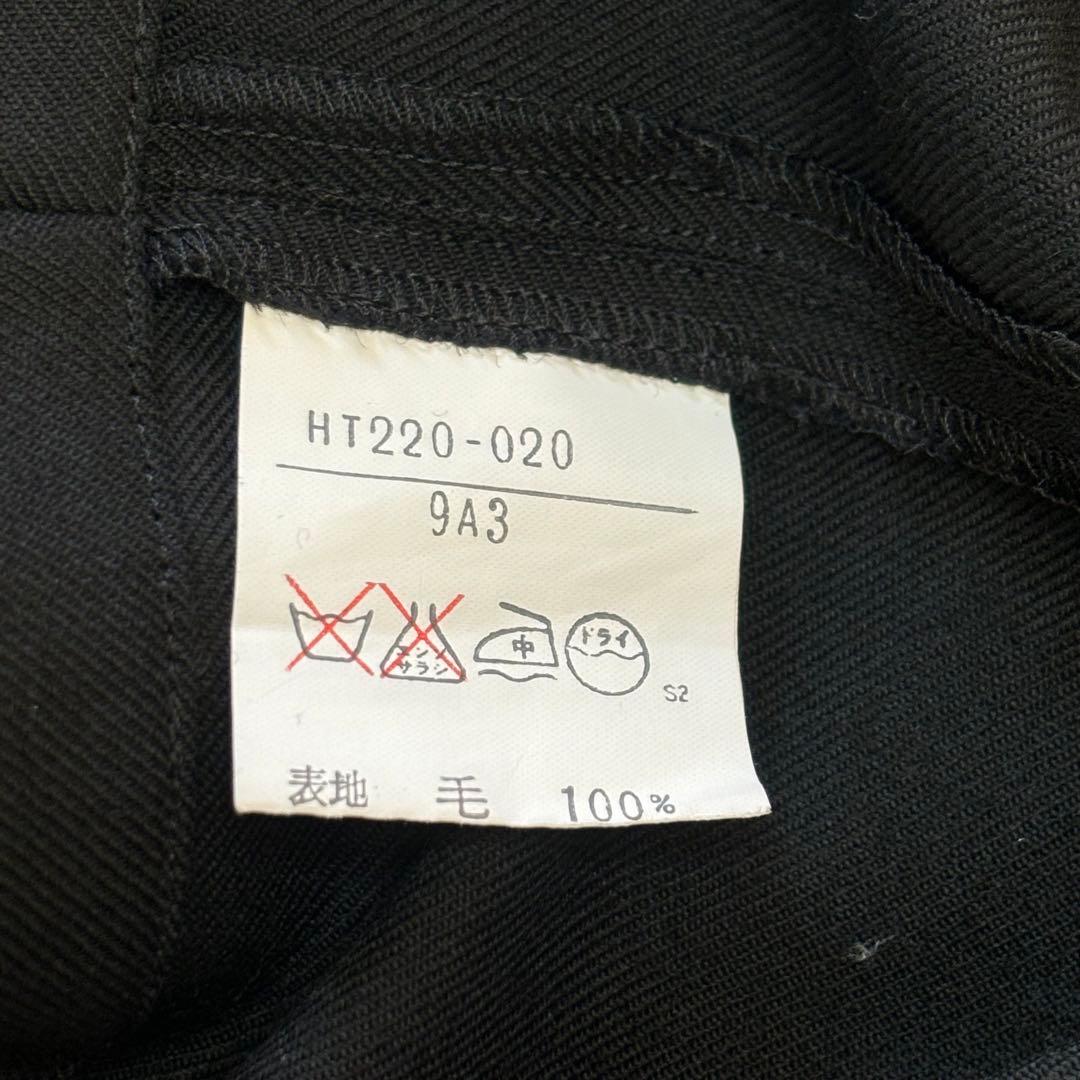 HT220-020
9A3
エンソ
サラシ
中
ドライ
S2
表地 毛 100%